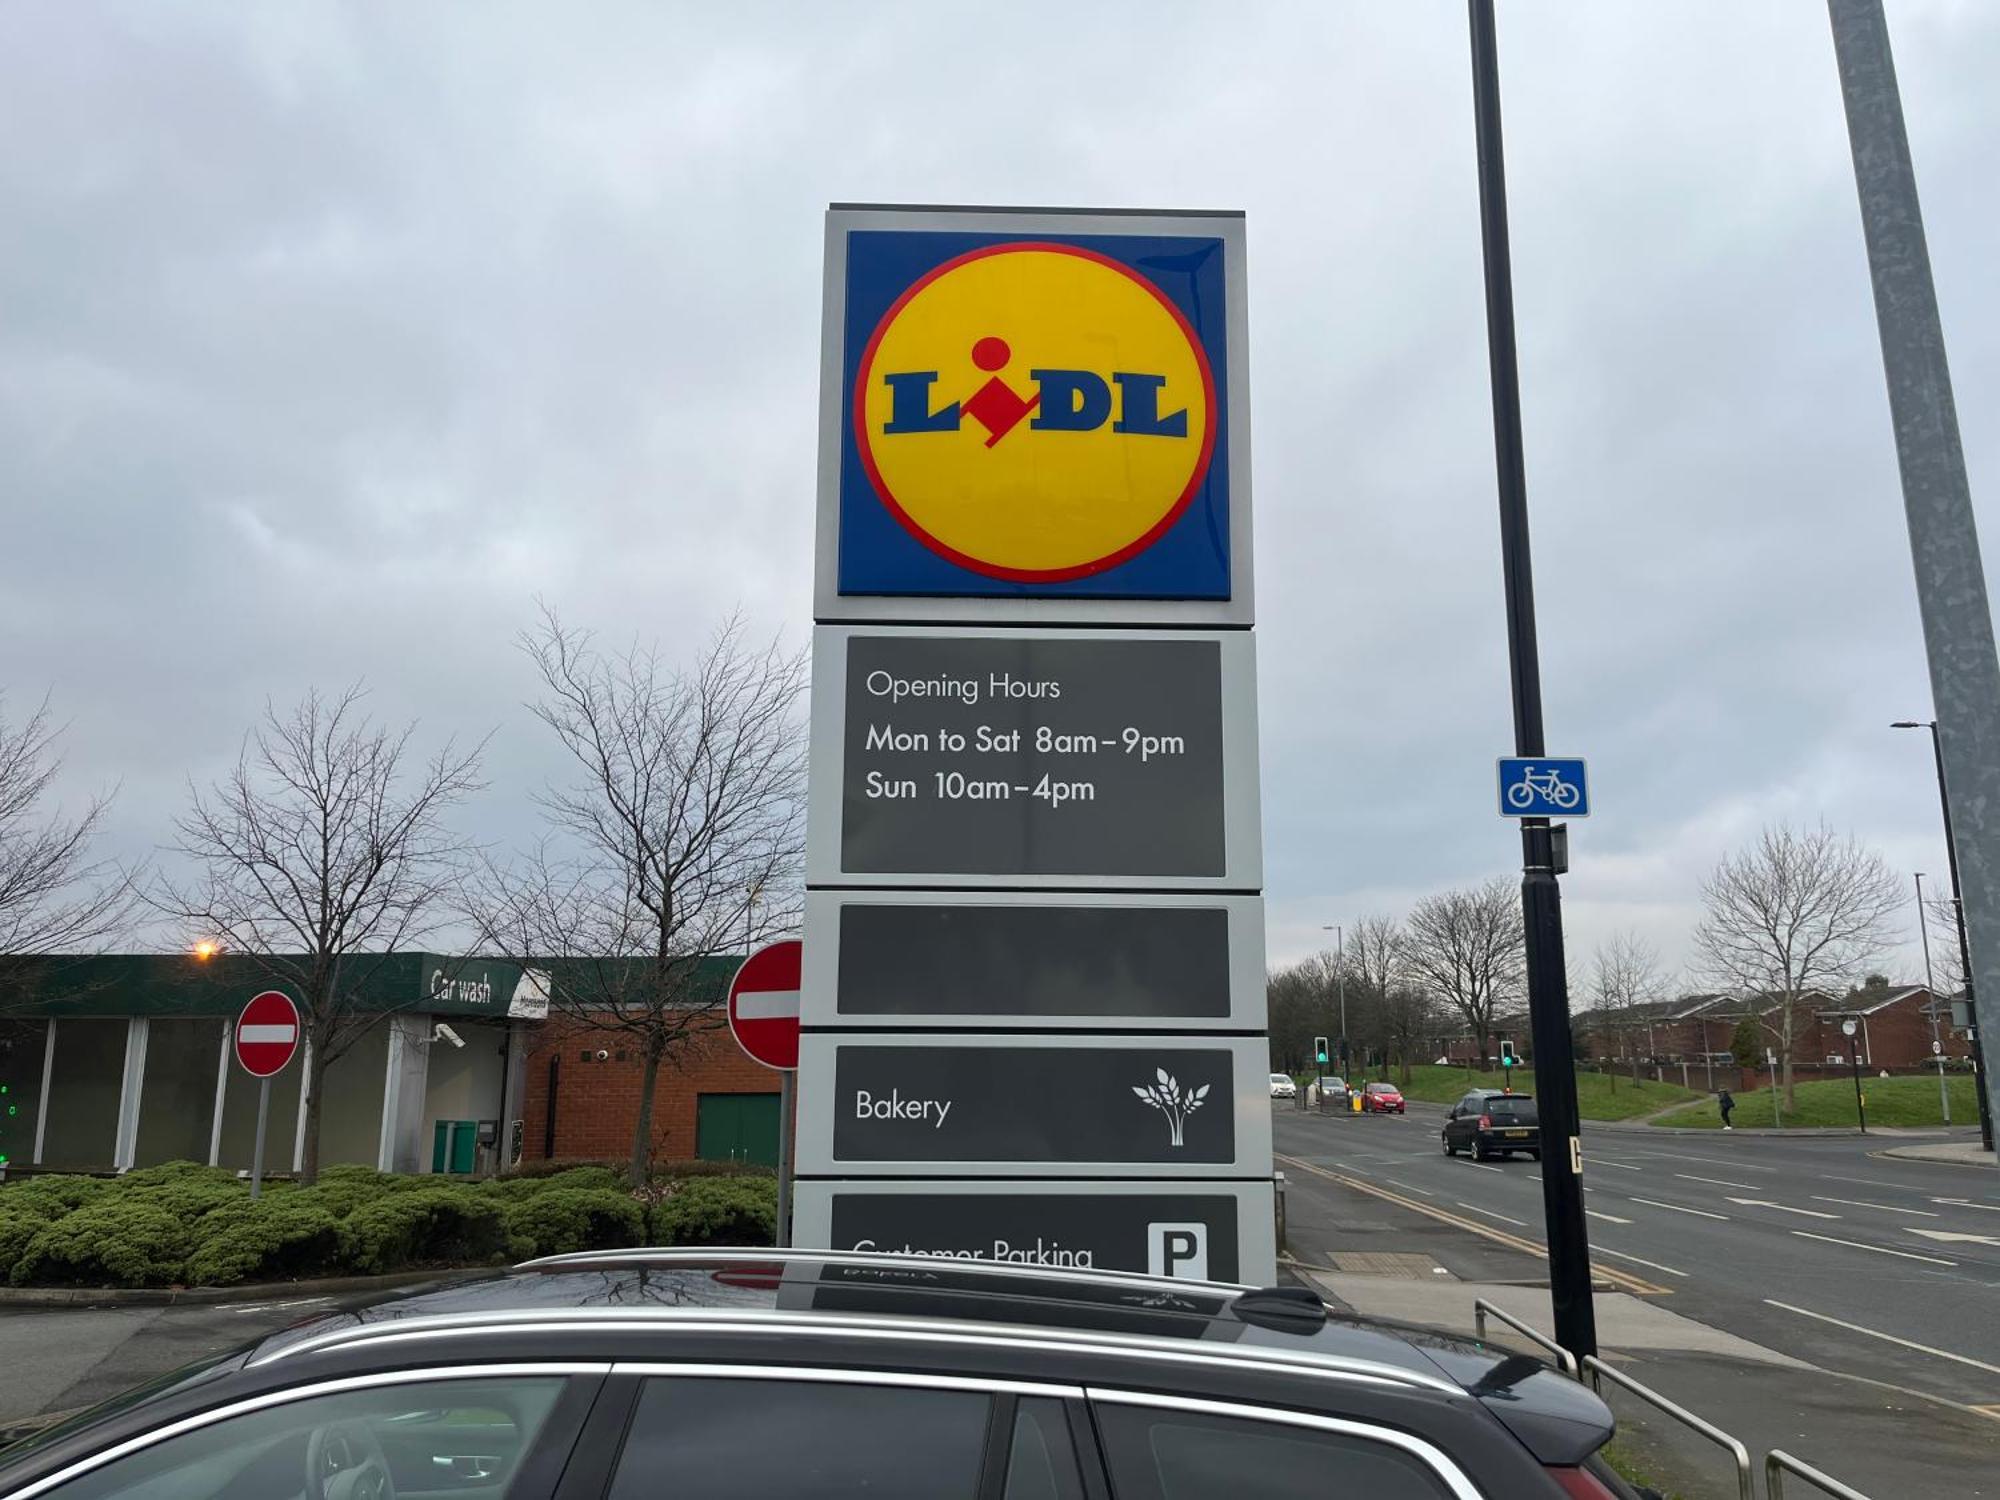 LIDL
Opening Hours
Mon to Sat 8am–9pm
Sun 10am–4pm
Bakery
Customer Parking P
Car wash